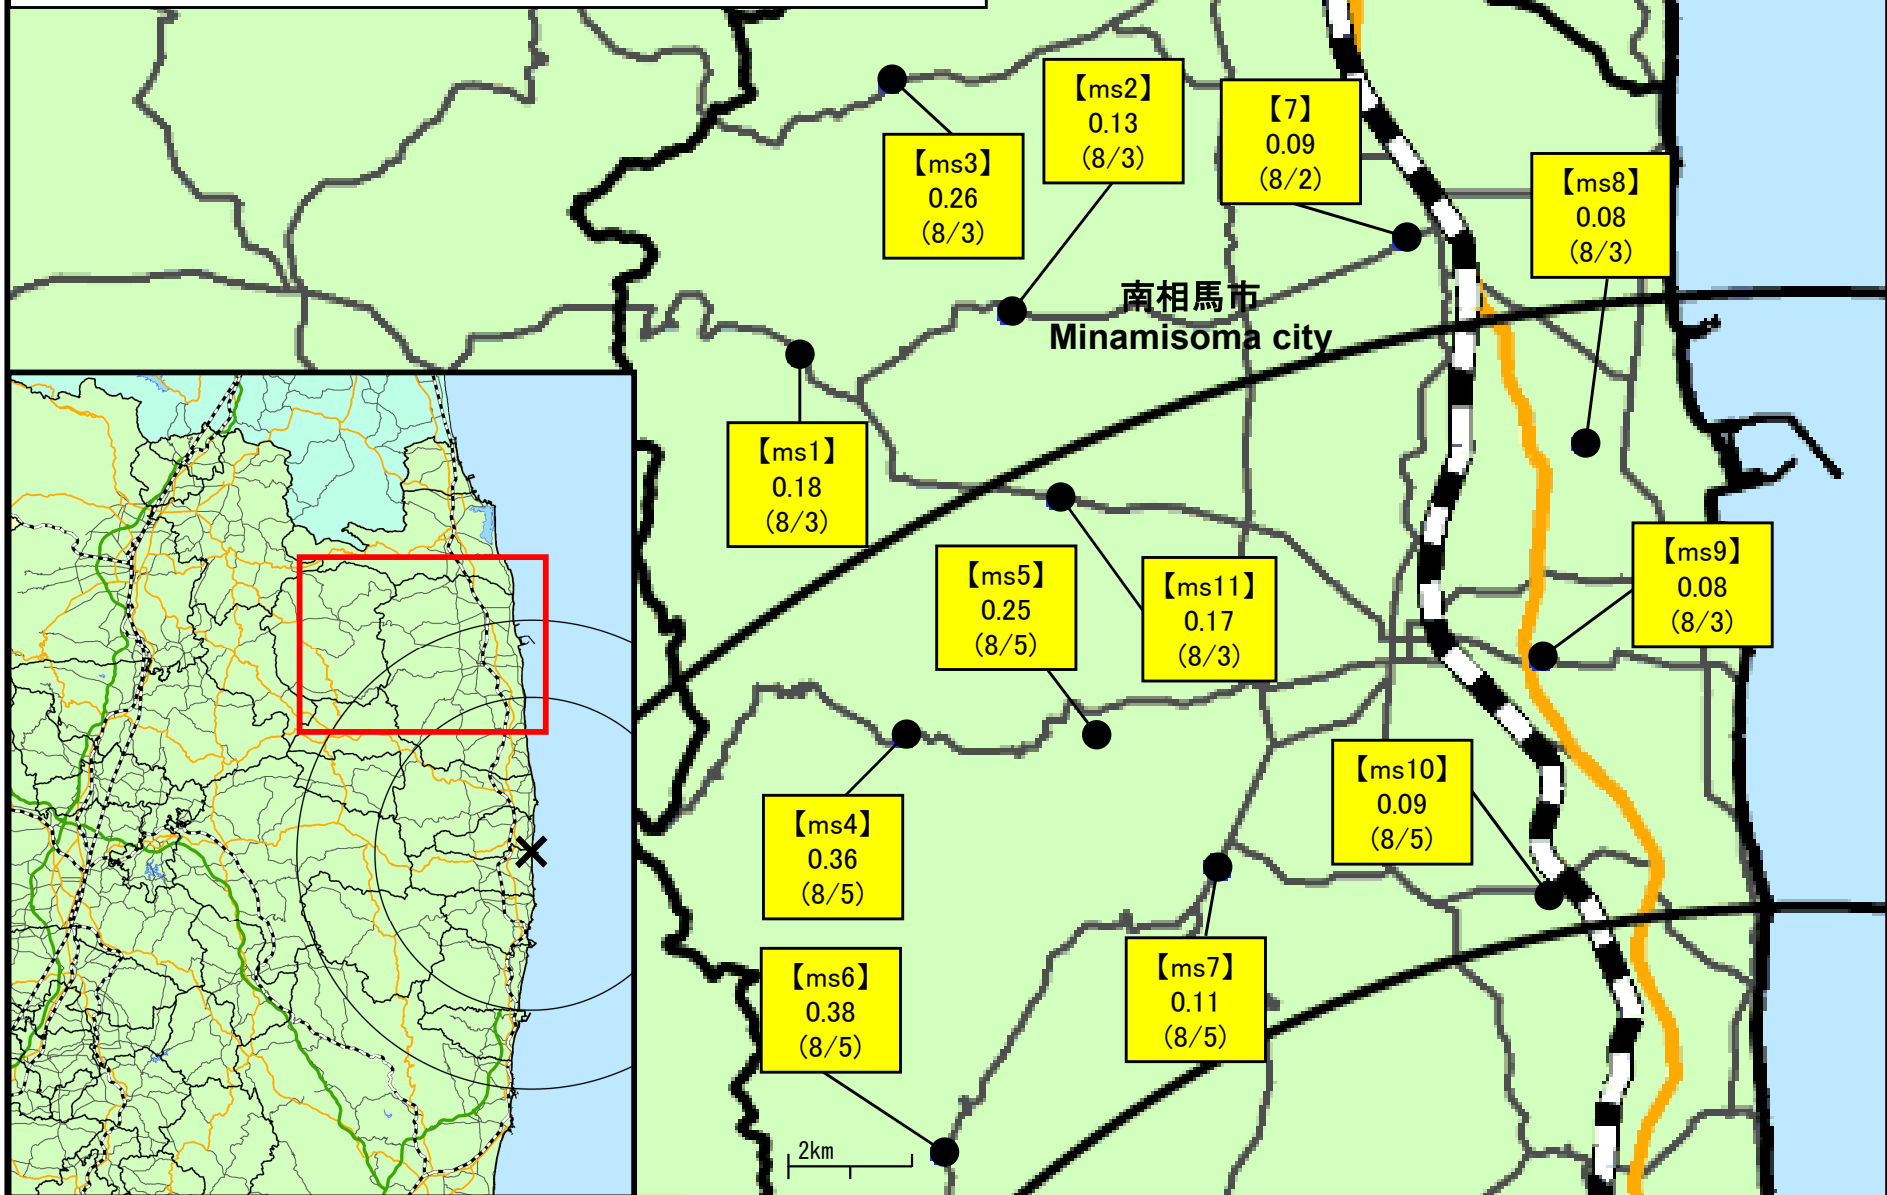 【ms2】
0.13
(8/3)
【7】
0.09
(8/2)
【ms3】
0.26
(8/3)
【ms8】
0.08
(8/3)
南相馬市
Minamisoma city
【ms1】
0.18
(8/3)
【ms5】
0.25
(8/5)
【ms11】
0.17
(8/3)
【ms9】
0.08
(8/3)
【ms10】
0.09
(8/5)
【ms4】
0.36
(8/5)
【ms7】
0.11
(8/5)
【ms6】
0.38
(8/5)
2km